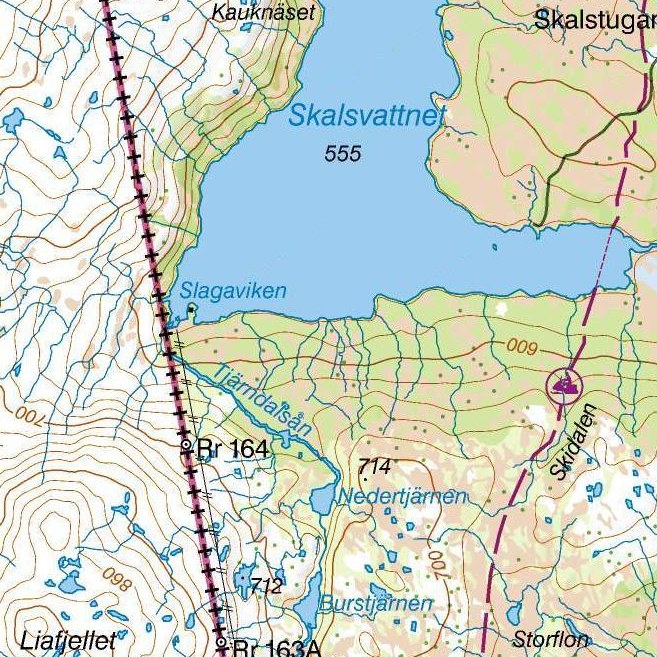 Kauknäset
Skalstugan
Skalsvattnet
555
Slagaviken
600
Tjärndalsån
700
Rr 164
714
Skidalen
Nedertjärnen
700
860
712
Burstjärnen
Liafjellet
Rr 163A
Storflon